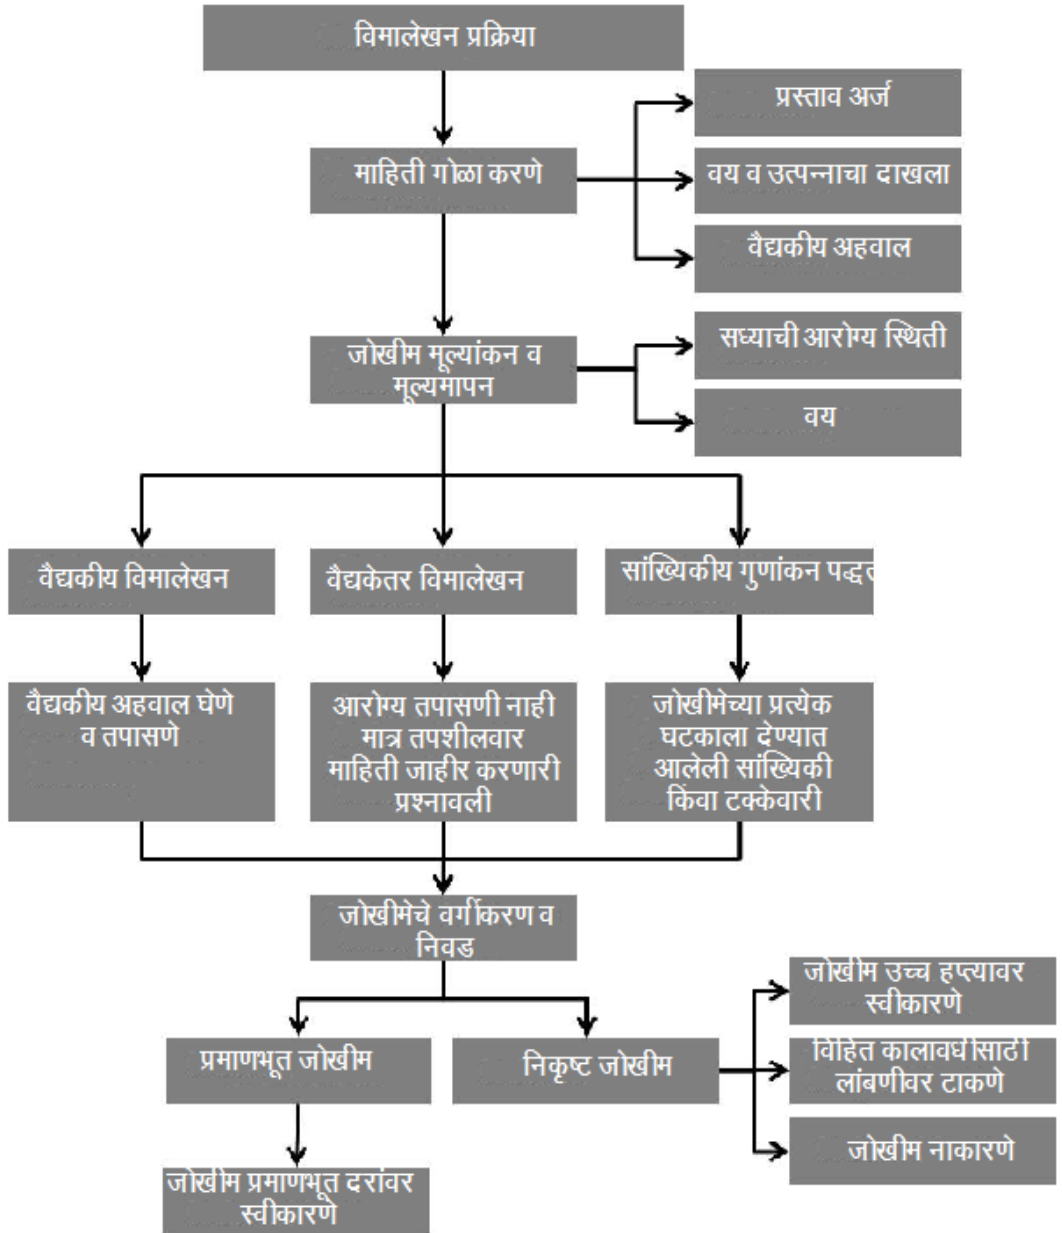 विमालेखन प्रक्रिया
प्रस्ताव अर्ज
माहिती गोळा करणे
वय व उत्पन्नाचा दाखला
वैद्यकीय अहवाल
सध्याची आरोग्य स्थिती
जोखीम मूल्यांकन व
मूल्यमापन
वय
वैद्यकीय विमालेखन
वैद्यकेतर विमालेखन
सांख्यिकीय गुणांकन पद्धत
वैद्यकीय अहवाल घेणे
व तपासणे
आरोग्य तपासणी नाही
मात्र तपशीलवार
माहिती जाहीर करणारी
प्रश्नावली
जोखीमेच्या प्रत्येक
घटकाला देण्यात
आलेली सांख्यिकी
किंवा टक्केवारी
जोखीमेचे वर्गीकरण व
निवड
प्रमाणभूत जोखीम
निकृष्ट जोखीम
जोखीम उच्च हप्त्यावर
स्वीकारणे
विहित कालावधीसाठी
लांबणीवर टाकणे
जोखीम नाकारणे
जोखीम प्रमाणभूत दरांवर
स्वीकारणे